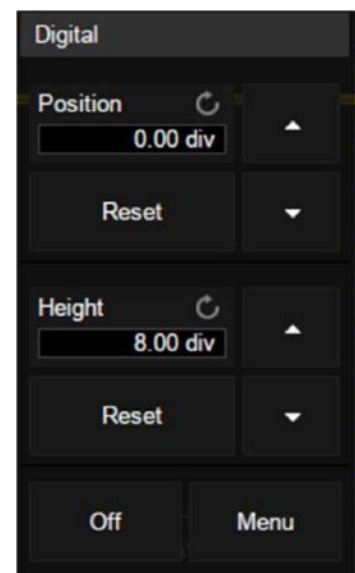 Digital
Position
0.00 div
Reset
Height
8.00 div
Reset
Off Menu